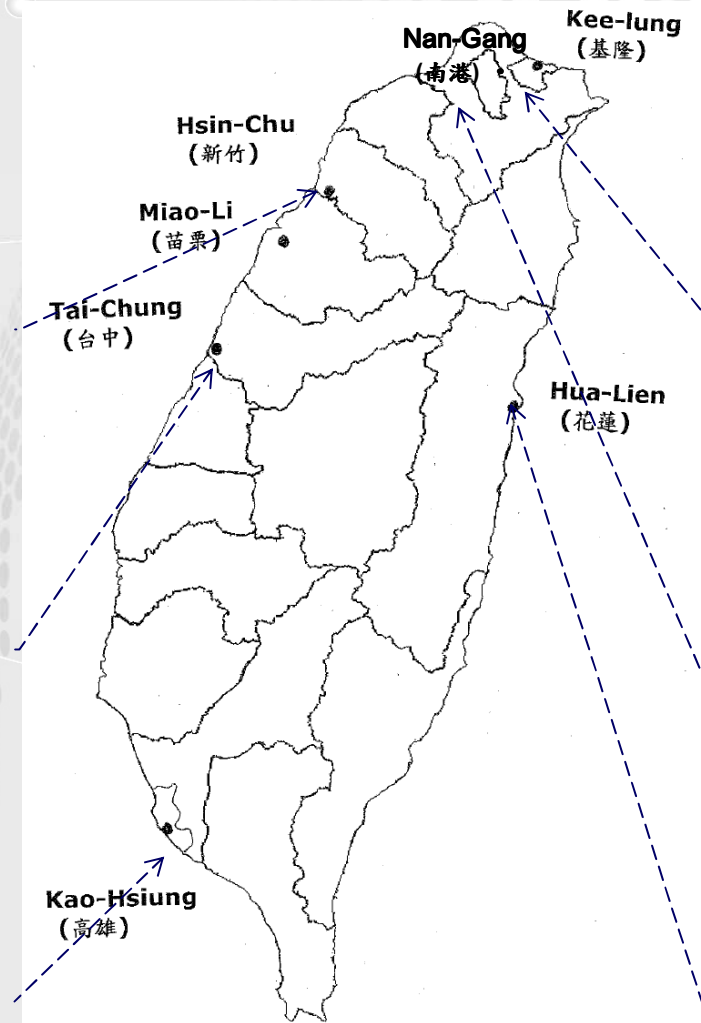 Kee-lung
(基隆)
Nan-Gang
(南港)
Hsin-Chu
(新竹)
Miao-Li
(苗栗)
Tai-Chung
(台中)
Hua-Lien
(花蓮)
Kao-Hsiung
(高雄)